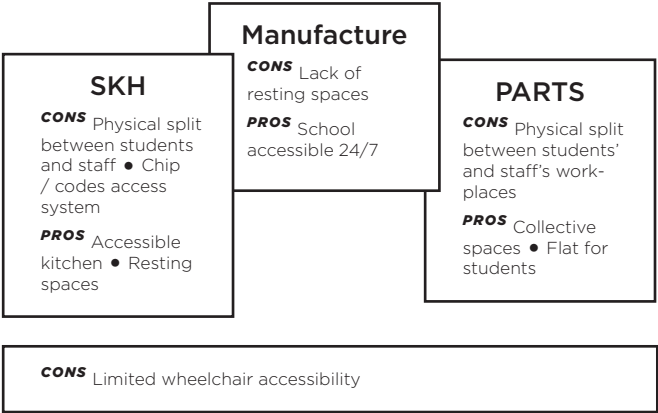 SKH
CONS Physical split
between students
and staff ● Chip
/ codes access
system
PROS Accessible
kitchen ● Resting
spaces
Manufacture
CONS Lack of
resting spaces
PROS School
accessible 24/7
PARTS
CONS Physical split
between students’
and staff’s work-
places
PROS Collective
spaces ● Flat for
students
CONS Limited wheelchair accessibility